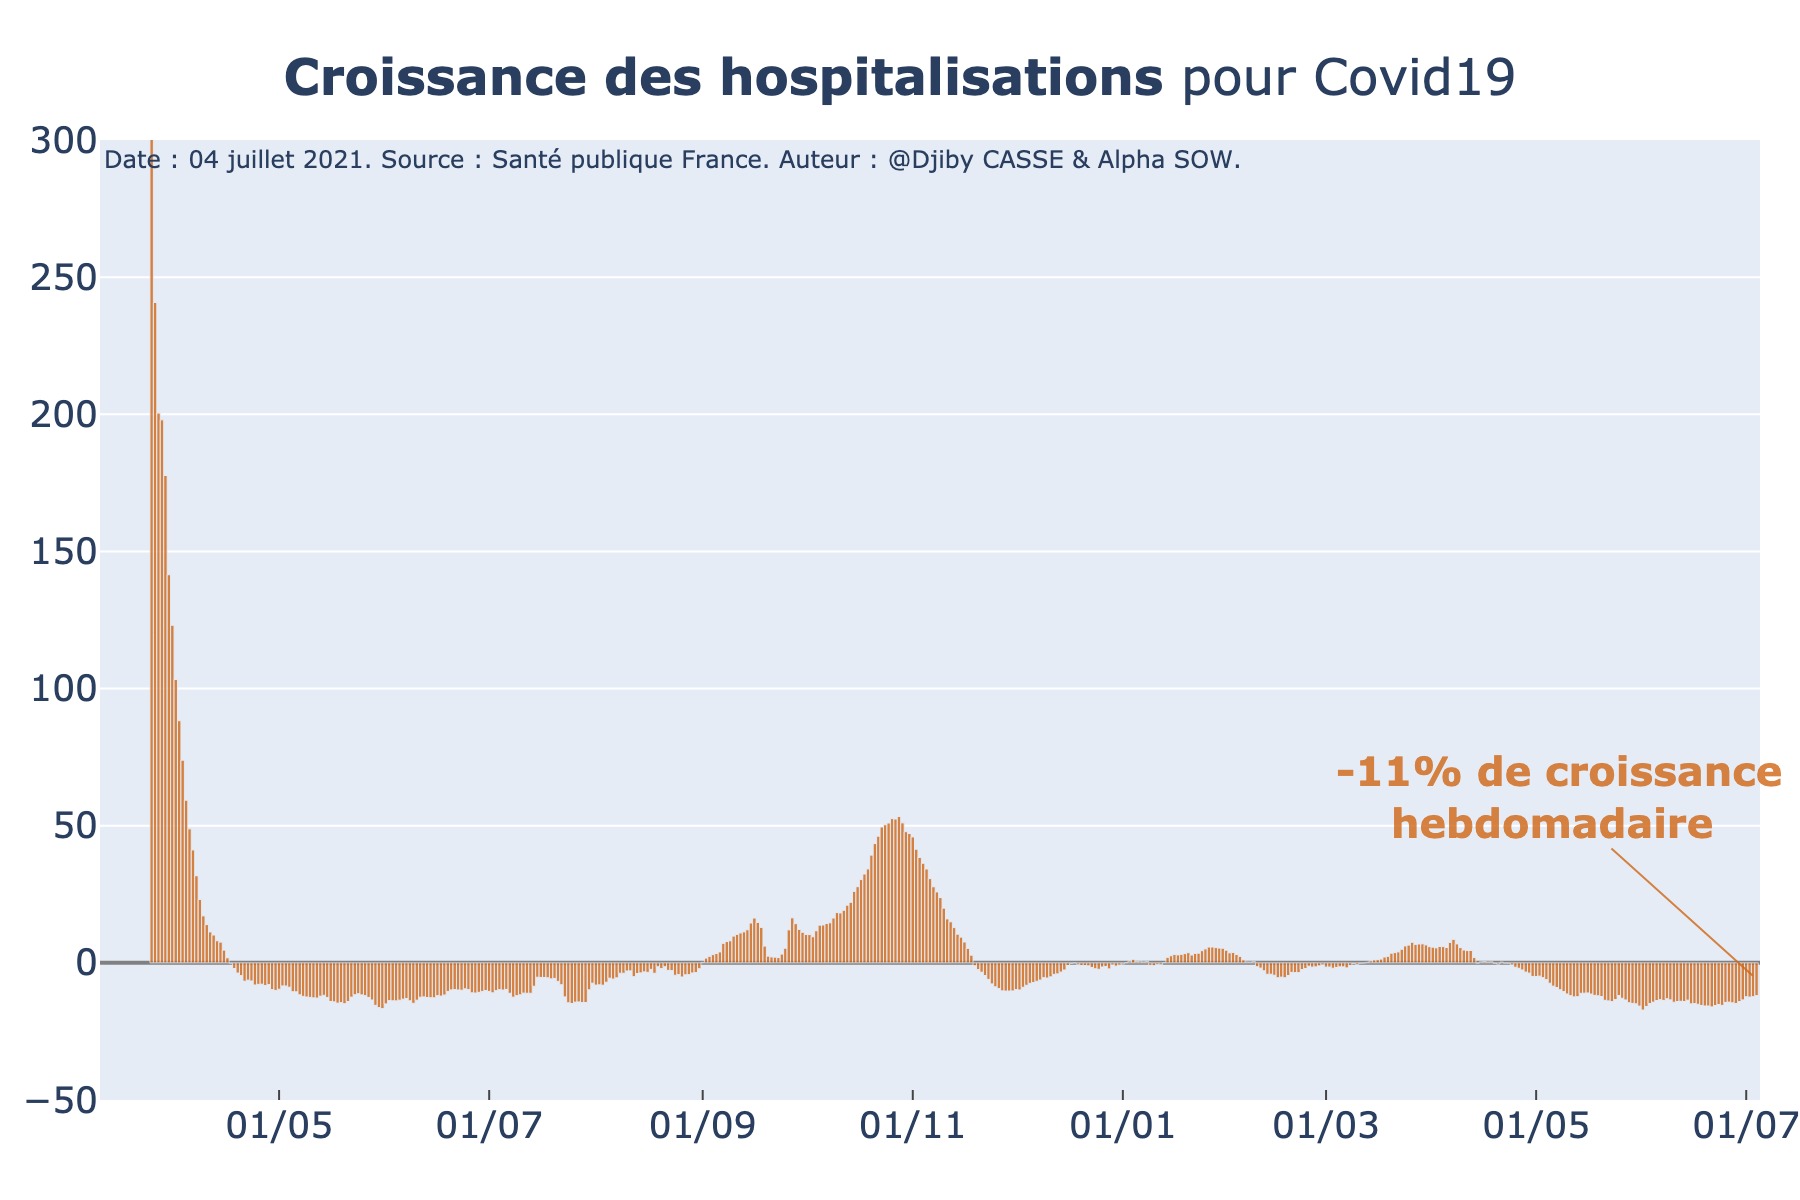 Croissance des hospitalisations pour Covid19
300
Date : 04 juillet 2021. Source : Santé publique France. Auteur : @Djiby CASSE & Alpha SOW.
250
200
150
100
-11% de croissance
hebdomadaire
50
0
−50
01/05 01/07 01/09 01/11 01/01 01/03 01/05 01/07